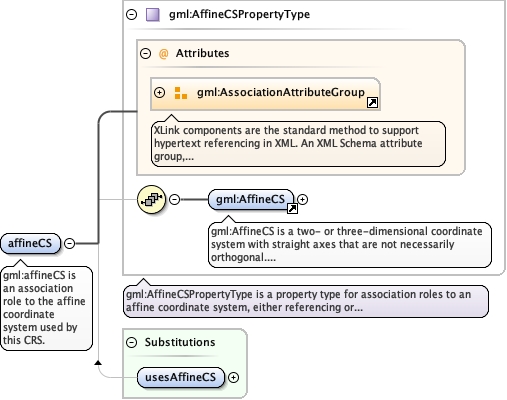 gml:AffineCSPropertyType
@ Attributes
gml:AssociationAttributeGroup
XLink components are the standard method to support
hypertext referencing in XML. An XML Schema attribute
group,...
gml:AffineCS
gml:AffineCS is a two- or three-dimensional coordinate
system with straight axes that are not necessarily
orthogonal....
affineCS
gml:affineCS is
an association
role to the affine
coordinate
system used by
this CRS.
gml:AffineCSPropertyType is a property type for association roles to an
affine coordinate system, either referencing or...
Substitutions
usesAffineCS